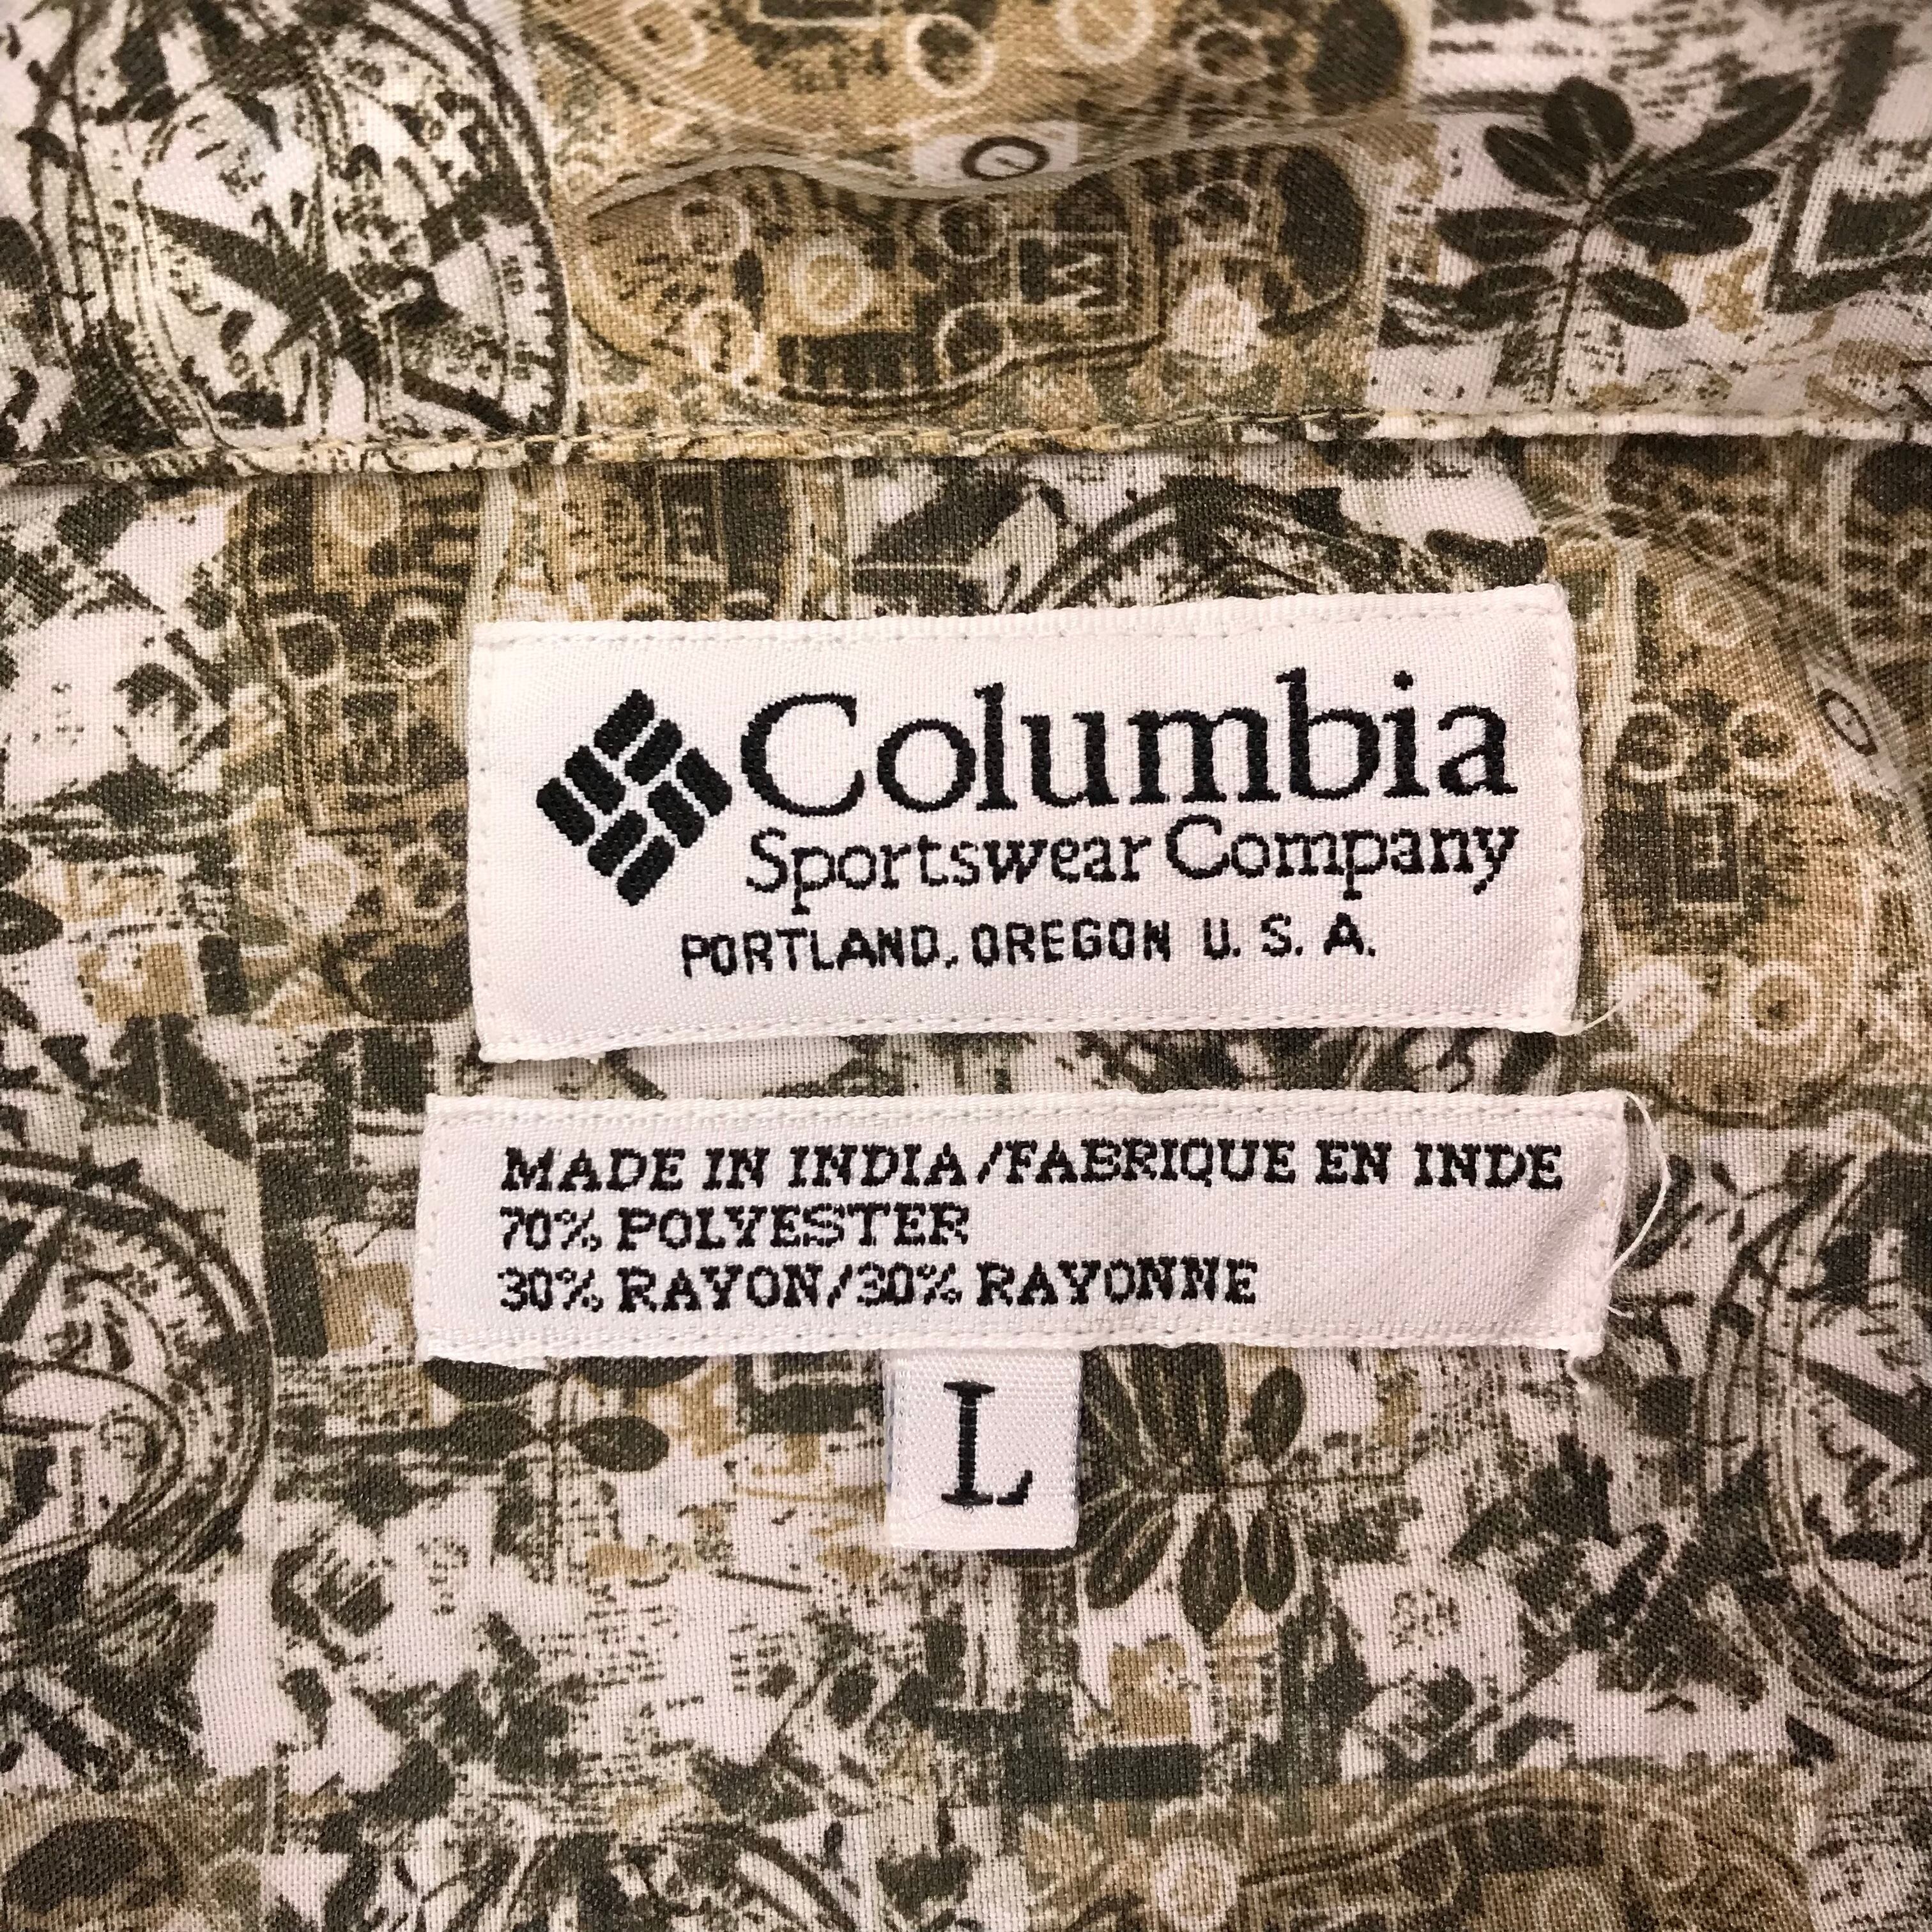 Columbia
Sportswear Company
PORTLAND, OREGON U. S. A.
MADE IN INDIA/FABRIQUE EN INDE
70% POLYESTER
30% RAYON/30% RAYONNE
L